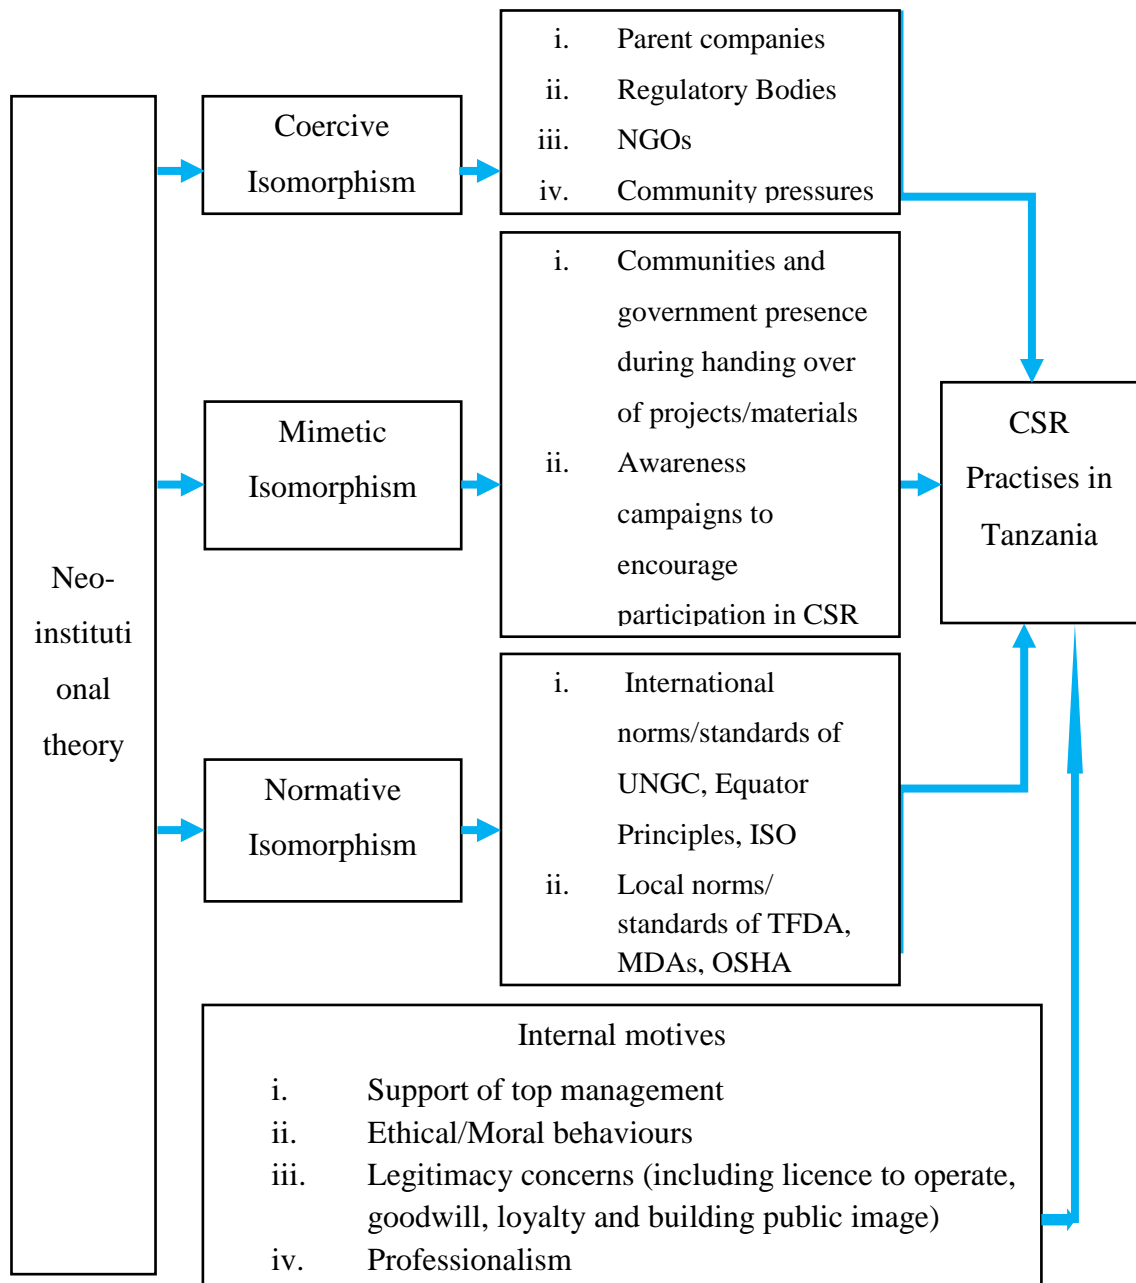 Neo-
instituti
onal
theory
Coercive
Isomorphism
i. Parent companies
ii. Regulatory Bodies
iii. NGOs
iv. Community pressures
Mimetic
Isomorphism
i. Communities and
government presence
during handing over
of projects/materials
ii. Awareness
campaigns to
encourage
participation in CSR
Normative
Isomorphism
i. International
norms/standards of
UNGC, Equator
Principles, ISO
ii. Local norms/
standards of TFDA,
MDAs, OSHA
CSR
Practises in
Tanzania
Internal motives
i. Support of top management
ii. Ethical/Moral behaviours
iii. Legitimacy concerns (including licence to operate,
goodwill, loyalty and building public image)
iv. Professionalism